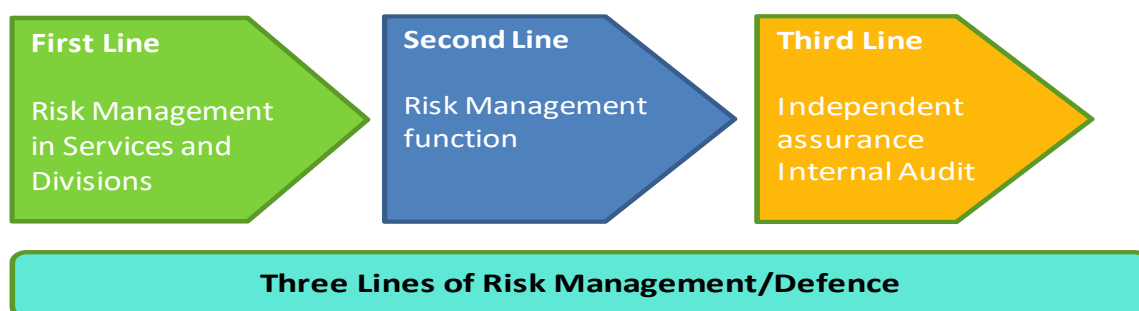 First Line
Risk Management
in Services and
Divisions
Second Line
Risk Management
function
Third Line
Independent
assurance
Internal Audit
Three Lines of Risk Management/Defence